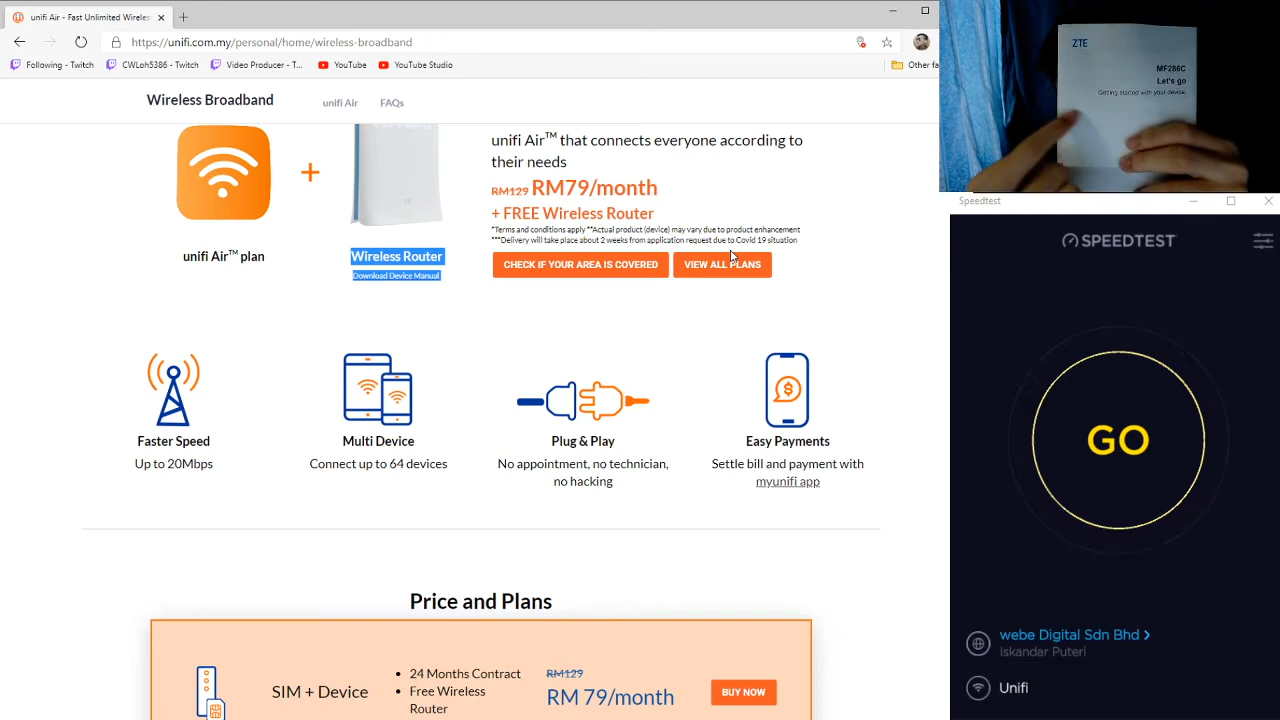 unifi Air - Fast Unlimited Wireles
https://unifi.com.my/personal/home/wireless-broadband
Following - Twitch
CWLoh5386 - Twitch
Video Producer - T...
YouTube
YouTube Studio
Other fa
Wireless Broadband
unifi Air
FAQs
unifi Air™ plan
Wireless Router
Download Device Manual
unifi Air™ that connects everyone according to
their needs
RM129 RM79/month
+ FREE Wireless Router
*Terms and conditions apply **Actual product (device) may vary due to product enhancement
***Delivery will take place about 2 weeks from application request due to Covid 19 situation
CHECK IF YOUR AREA IS COVERED
VIEW ALL PLANS
Faster Speed
Up to 20Mbps
Multi Device
Connect up to 64 devices
Plug & Play
No appointment, no technician,
no hacking
Easy Payments
Settle bill and payment with
myunifi app
Price and Plans
SIM + Device
• 24 Months Contract
• Free Wireless
Router
RM129
RM 79/month
BUY NOW
ZTE
MF286C
Let's go
Getting started with your device
Speedtest
SPEEDTEST
GO
webe Digital Sdn Bhd
Iskandar Puteri
Unifi